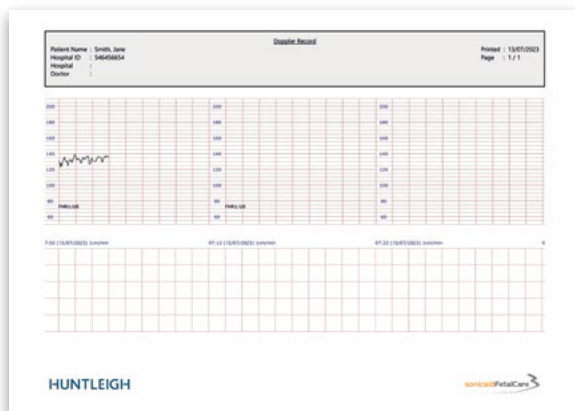 Doppler Record
Patient Name : Smith, Jane
Printed : 13/07/2023
Hospital ID : 546456654
Page : 1 / 1
Hospital :
Doctor :
200 200 200
180 180 180
160 160 160
140 140 140
120 120 120
100 100 100
80 80 80
60 60 60
HUNTLEIGH
sonicaidFetalCare3